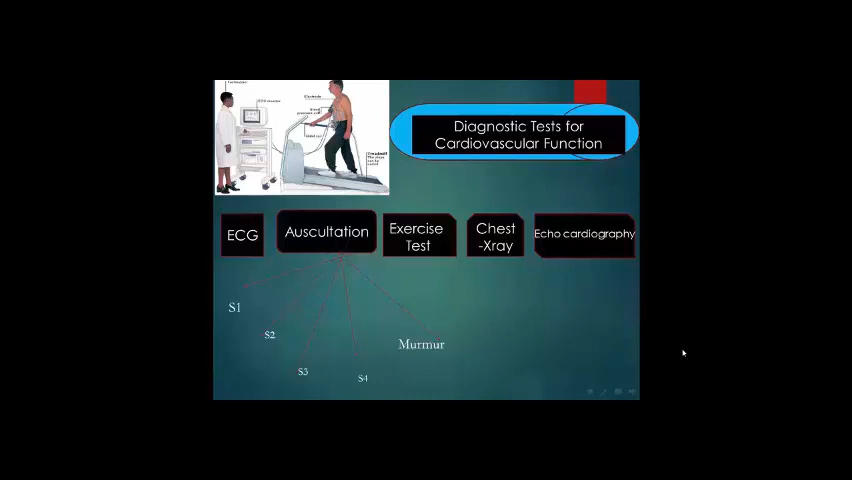 Diagnostic Tests for
Cardiovascular Function
ECG
Auscultation
Exercise
Test
Chest
-Xray
Echo cardiography
S1
S2
S3
S4
Murmur